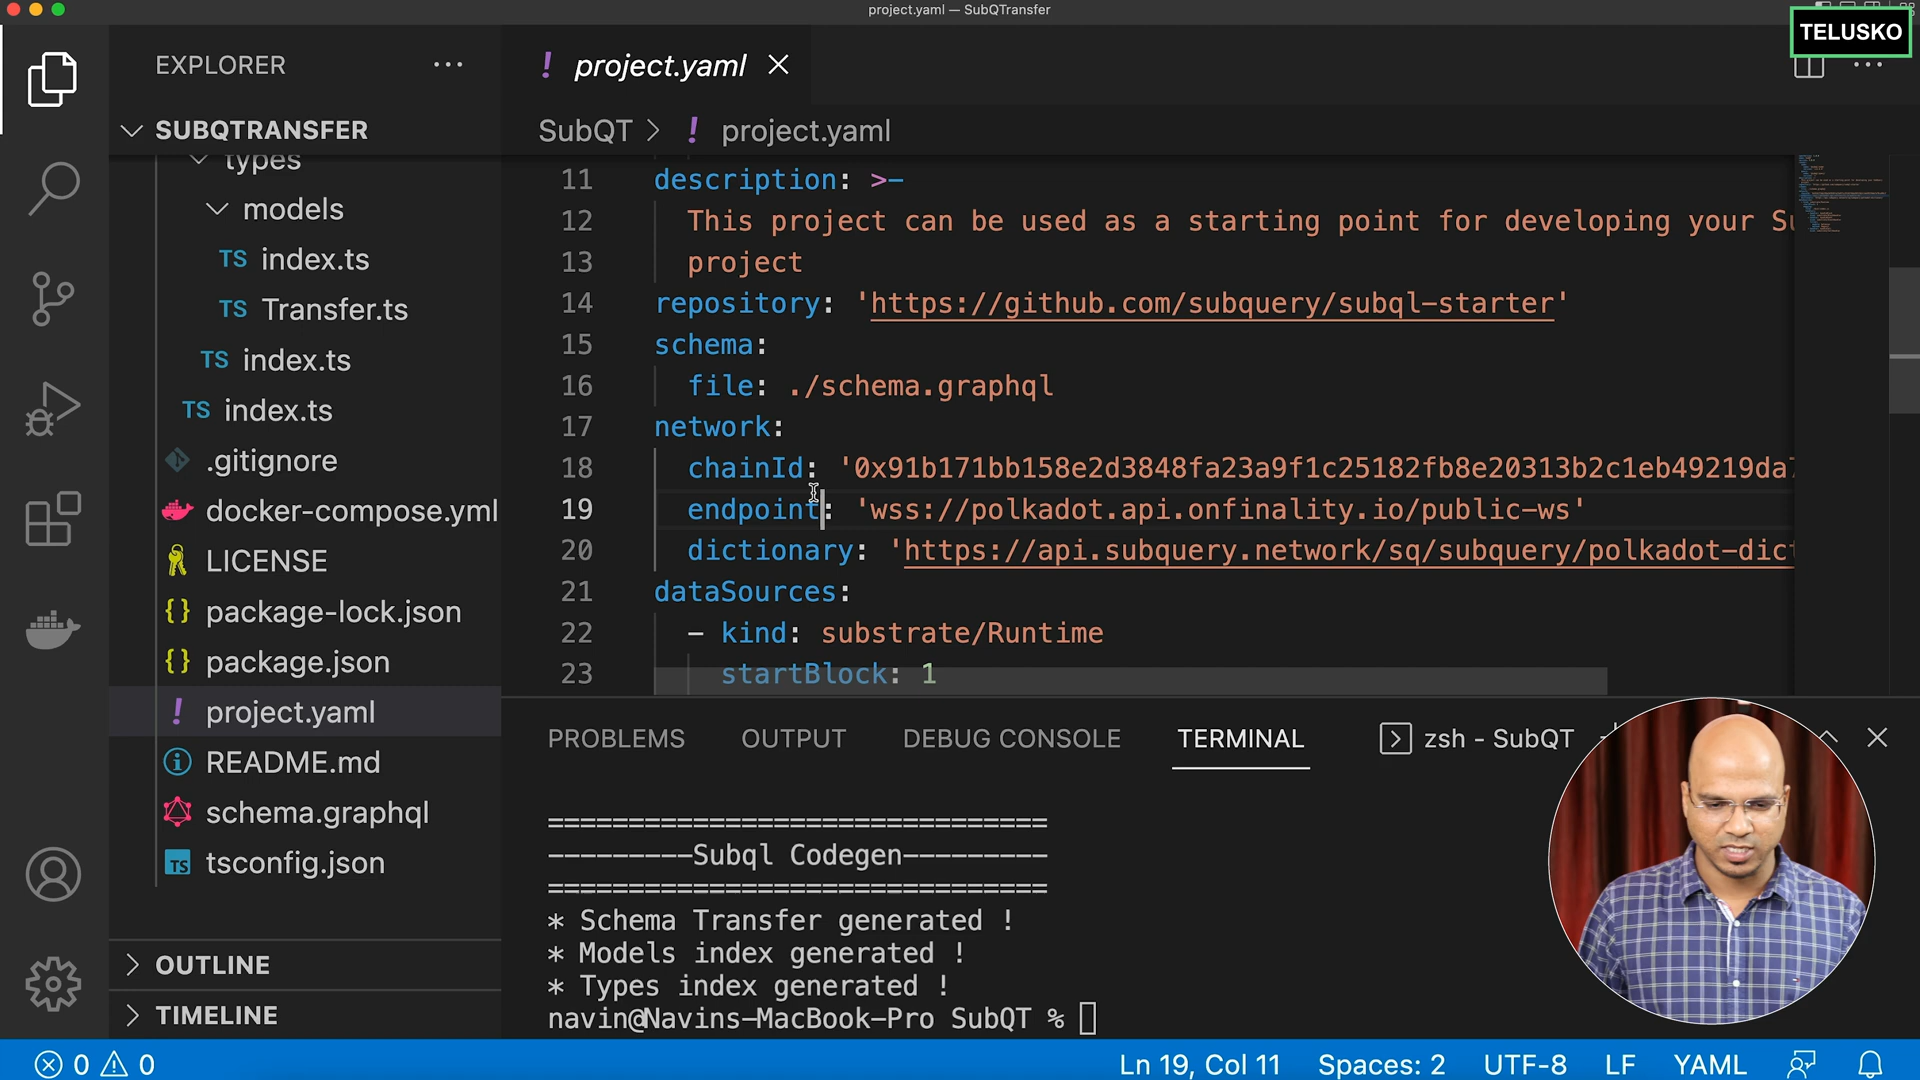 project.yaml — SubQTransfer
TELUSKO
EXPLORER
project.yaml
SUBQTRANSFER
SubQT > ! project.yaml
types
models
TS index.ts
TS Transfer.ts
TS index.ts
TS index.ts
.gitignore
docker-compose.yml
LICENSE
{} package-lock.json
{} package.json
! project.yaml
README.md
schema.graphql
TS tsconfig.json
OUTLINE
TIMELINE
11 description: >-
12 This project can be used as a starting point for developing your
13 project
14 repository: 'https://github.com/subquery/subql-starter'
15 schema:
16 file: ./schema.graphql
17 network:
18 chainId: '0x91b171bb158e2d3848fa23a9f1c25182fb8e20313b2c1eb49219da7
19 endpoint: 'wss://polkadot.api.onfinality.io/public-ws'
20 dictionary: 'https://api.subquery.network/sq/subquery/polkadot-dict
21 dataSources:
22 - kind: substrate/Runtime
23 startBlock: 1
PROBLEMS OUTPUT DEBUG CONSOLE TERMINAL zsh - SubQT
==============================
---------Subql Codegen---------
==============================
* Schema Transfer generated !
* Models index generated !
* Types index generated !
navin@Navins-MacBook-Pro SubQT %
0 0 Ln 19, Col 11 Spaces: 2 UTF-8 LF YAML